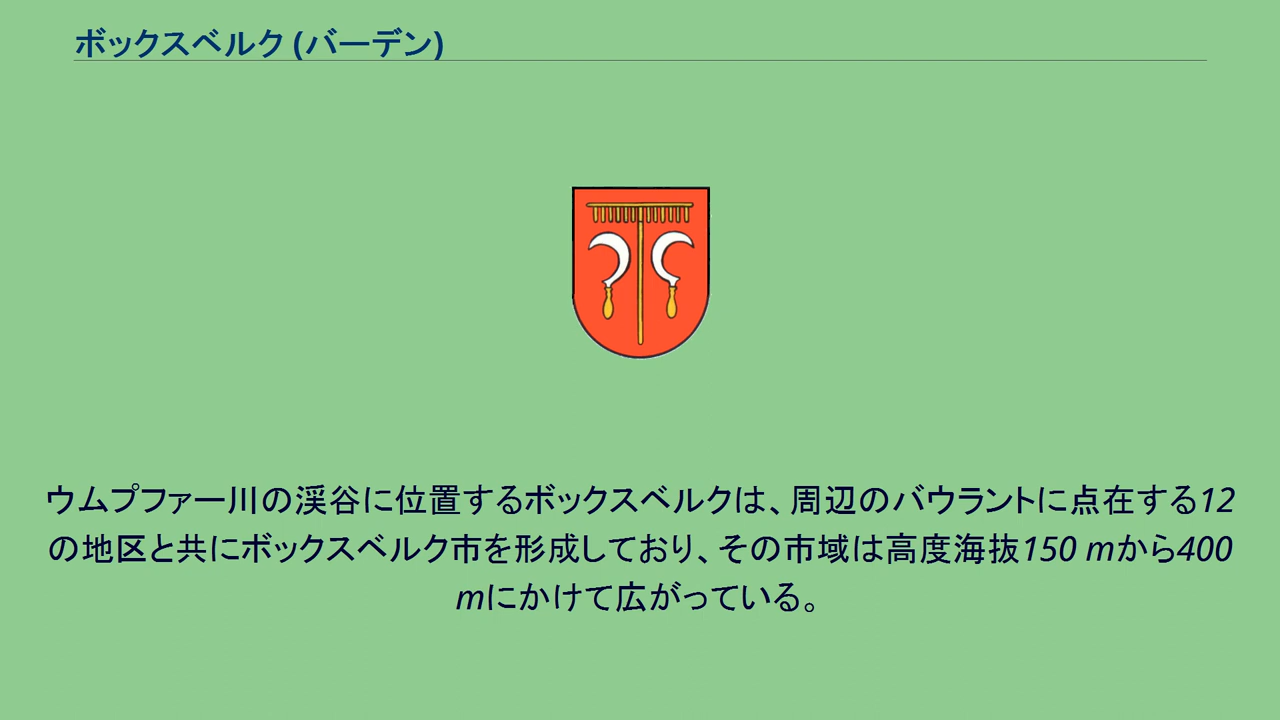 ボックスベルク (バーデン)
ウムプファー川の渓谷に位置するボックスベルクは、周辺のバウラントに点在する12
の地区と共にボックスベルク市を形成しており、その市域は高度海抜150 mから400
mにかけて広がっている。